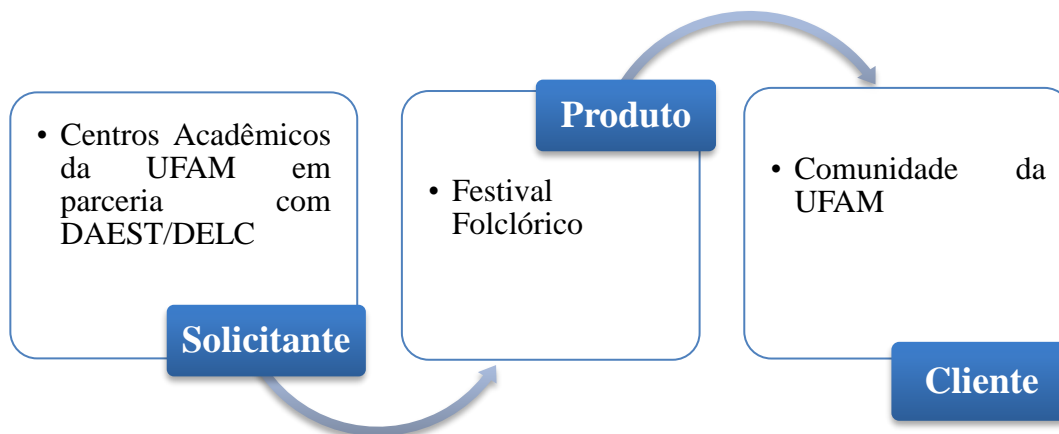 • Centros Acadêmicos
da UFAM em
parceria com
DAEST/DELC
Solicitante
Produto
• Festival
Folclórico
• Comunidade da
UFAM
Cliente